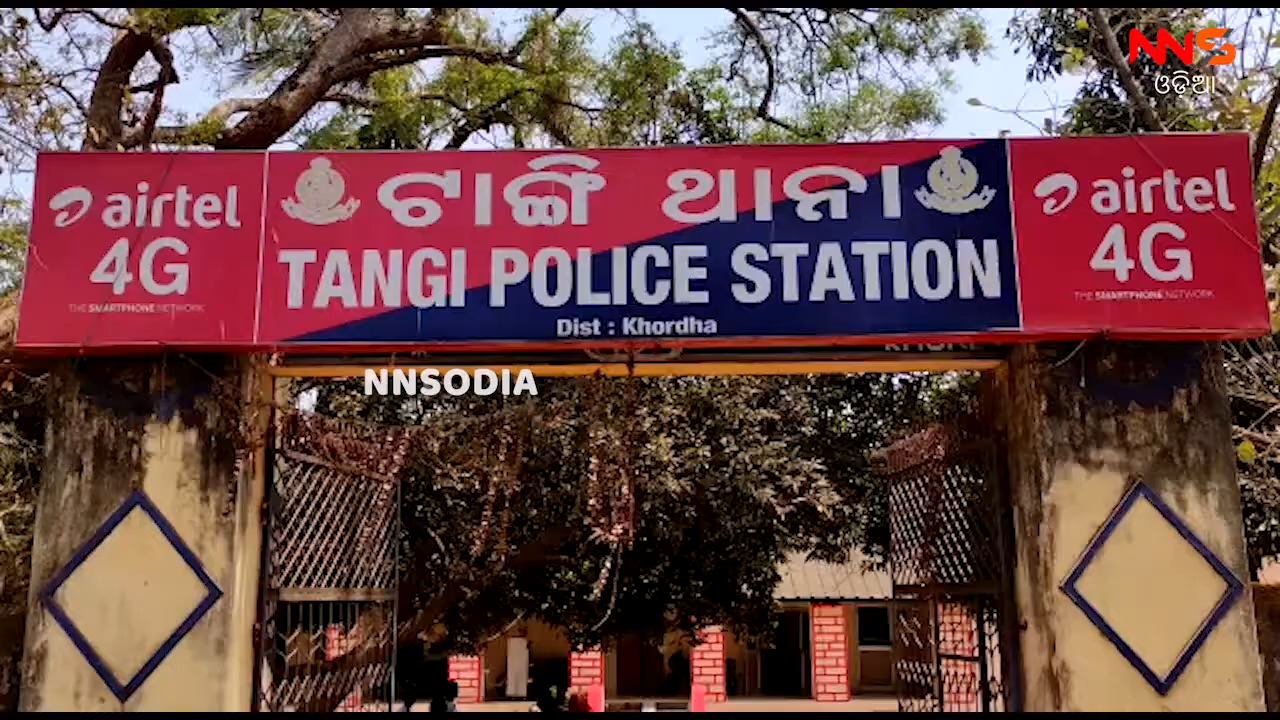 NNS
ଓଡ଼ିଆ
airtel
4G
THE SMARTPHONE NETWORK
ଟାଙ୍ଗି ଥାନା
TANGI POLICE STATION
Dist : Khordha
airtel
4G
THE SMARTPHONE NETWORK
NNSODIA